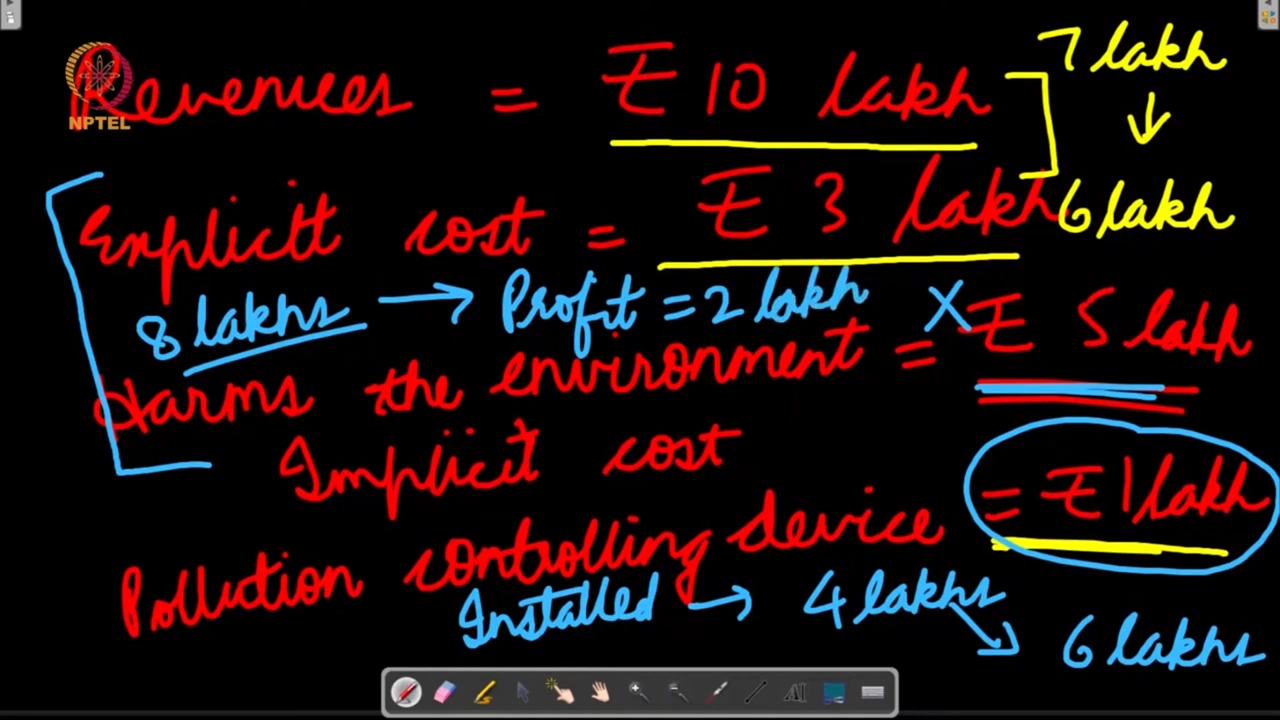 7 lakh
Revenues = ₹ 10 lakh
NPTEL
↓
Explicit cost = ₹ 3 lakh 6 lakh
8 lakhs → Profit = 2 lakh X
Harms the environment = ₹ 5 lakh
Implicit cost
Pollution controlling device = ₹ 1 lakh
Installed → 4 lakhs → 6 lakhs
AI